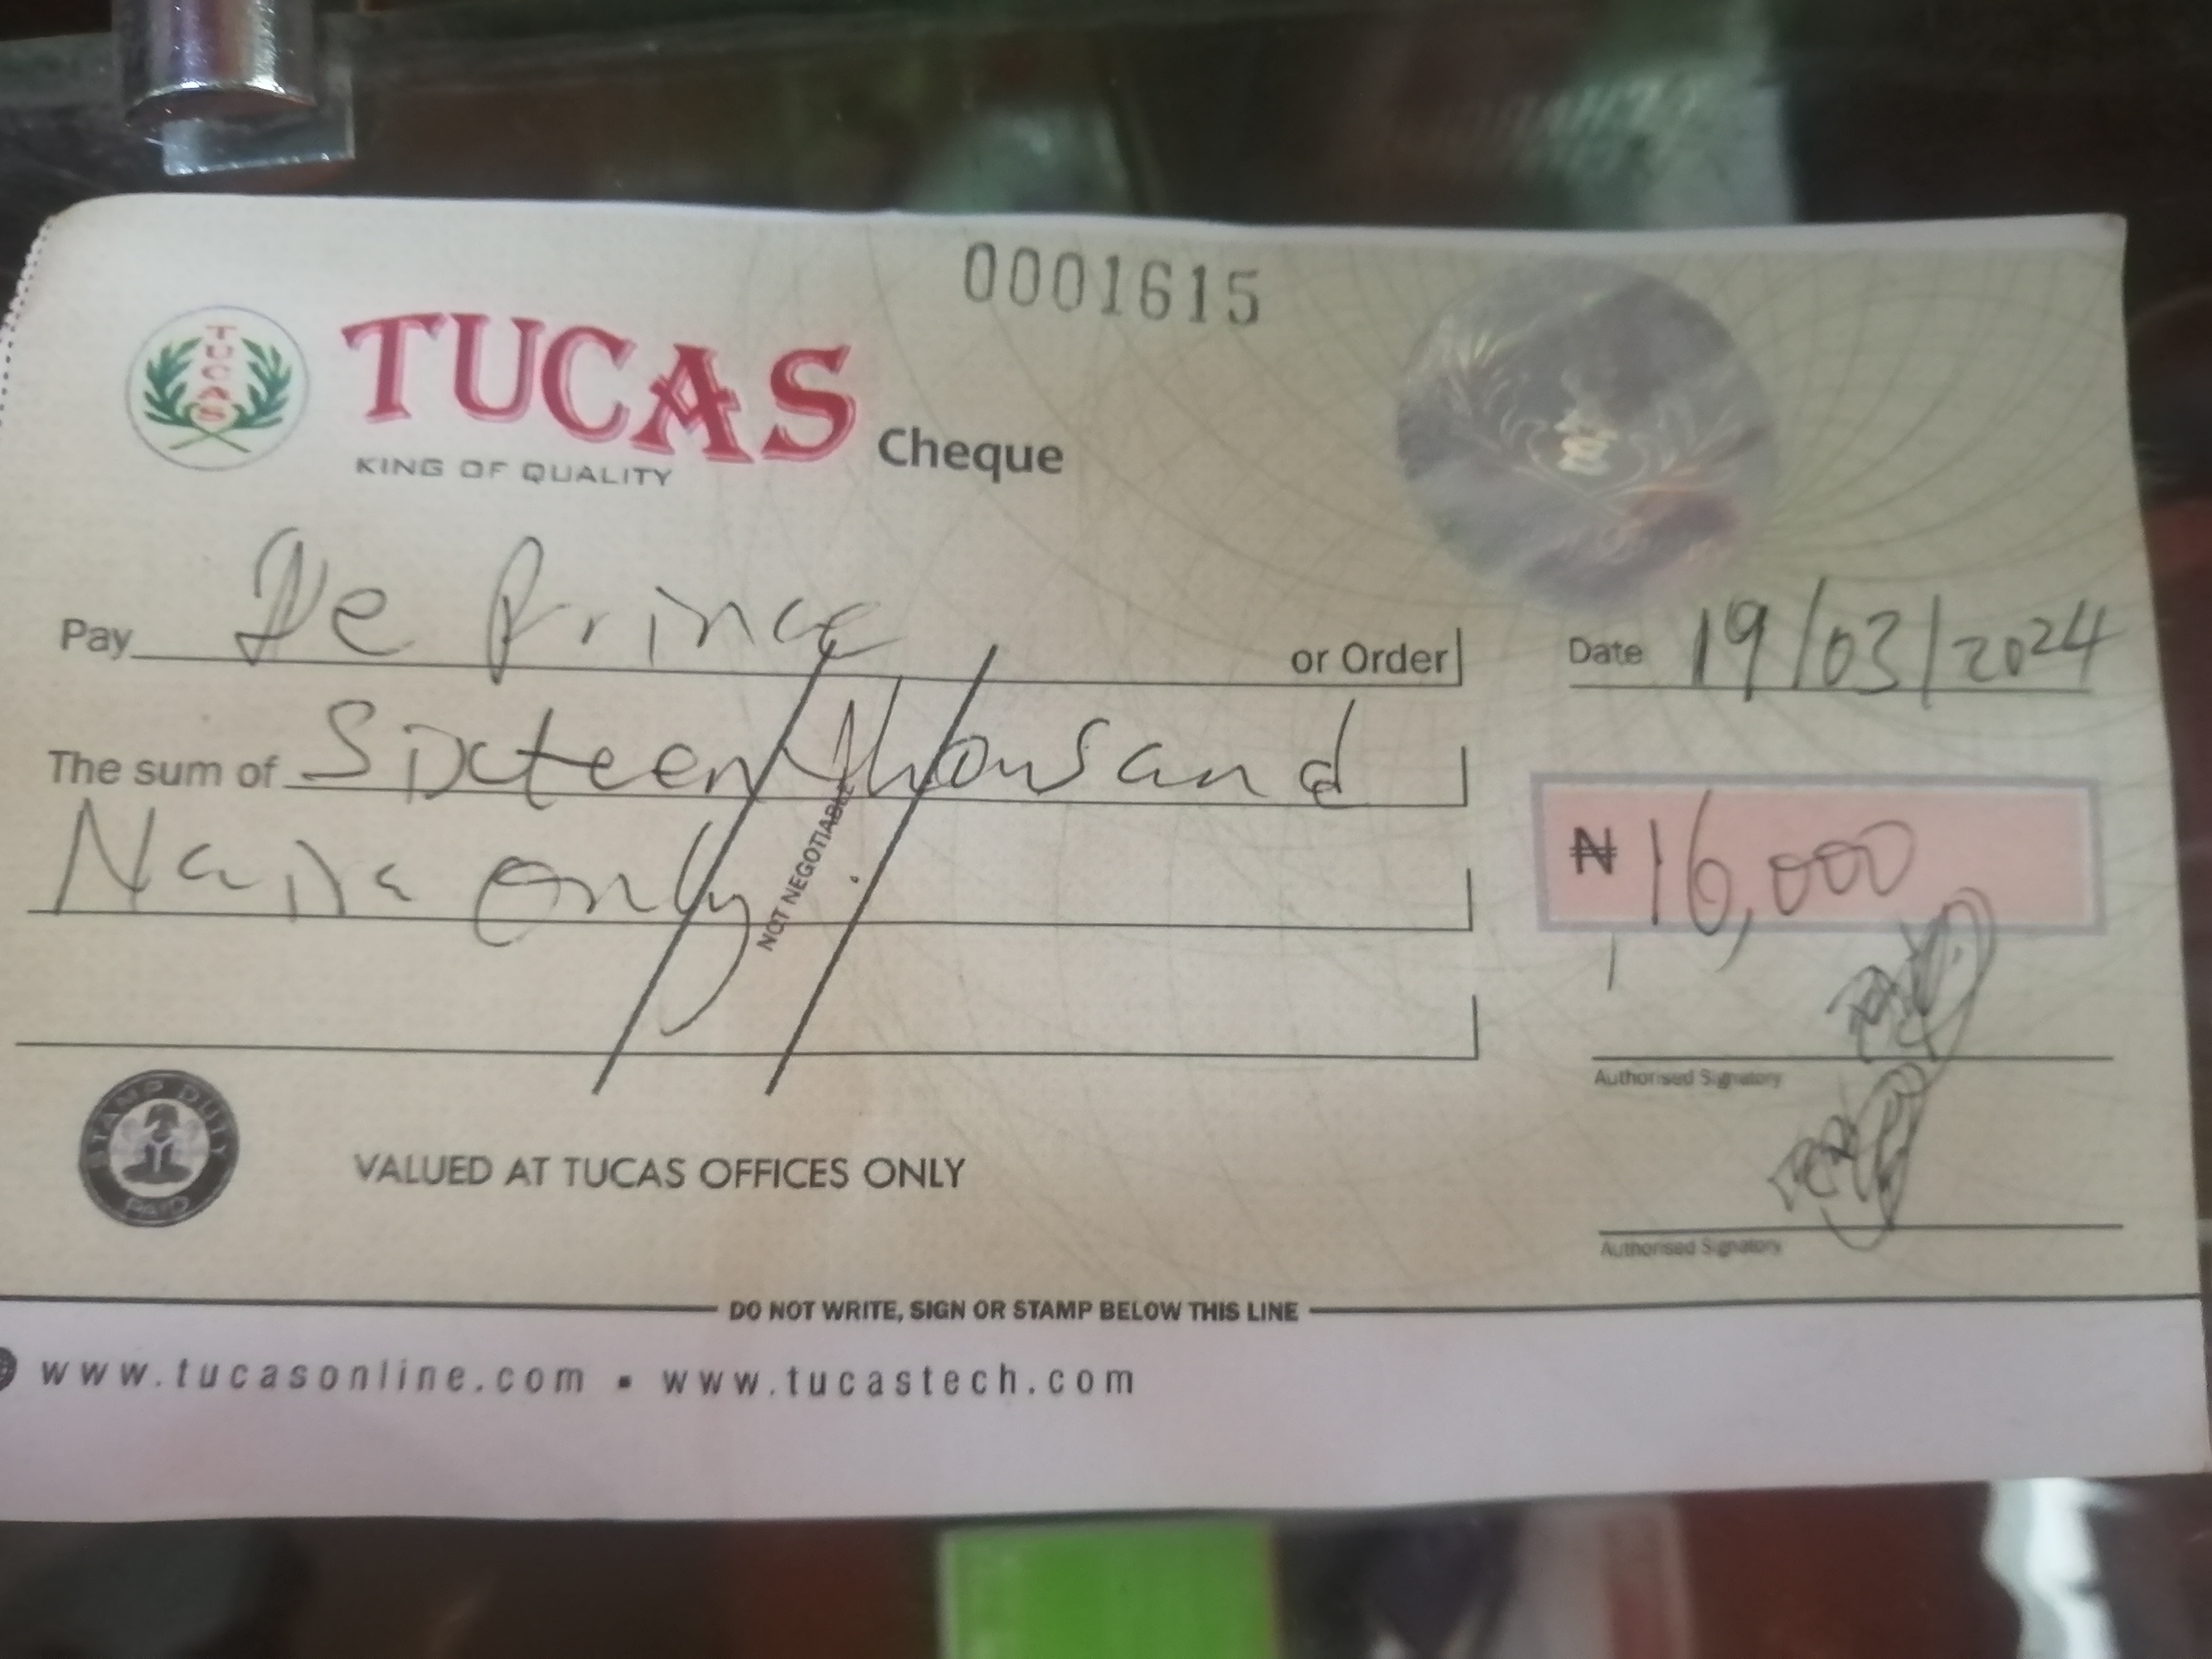 0001615
TUCAS
TUCAS Cheque
KING OF QUALITY
Pay De Prince or Order
Date 19/03/2024
The sum of Sixteen thousand
Naira only
₦ 16,000
NOT NEGOTIABLE
Authorised Signatory
Authorised Signatory
STAMP DUTY
PAID
VALUED AT TUCAS OFFICES ONLY
DO NOT WRITE, SIGN OR STAMP BELOW THIS LINE
www.tucasonline.com ▪ www.tucastech.com